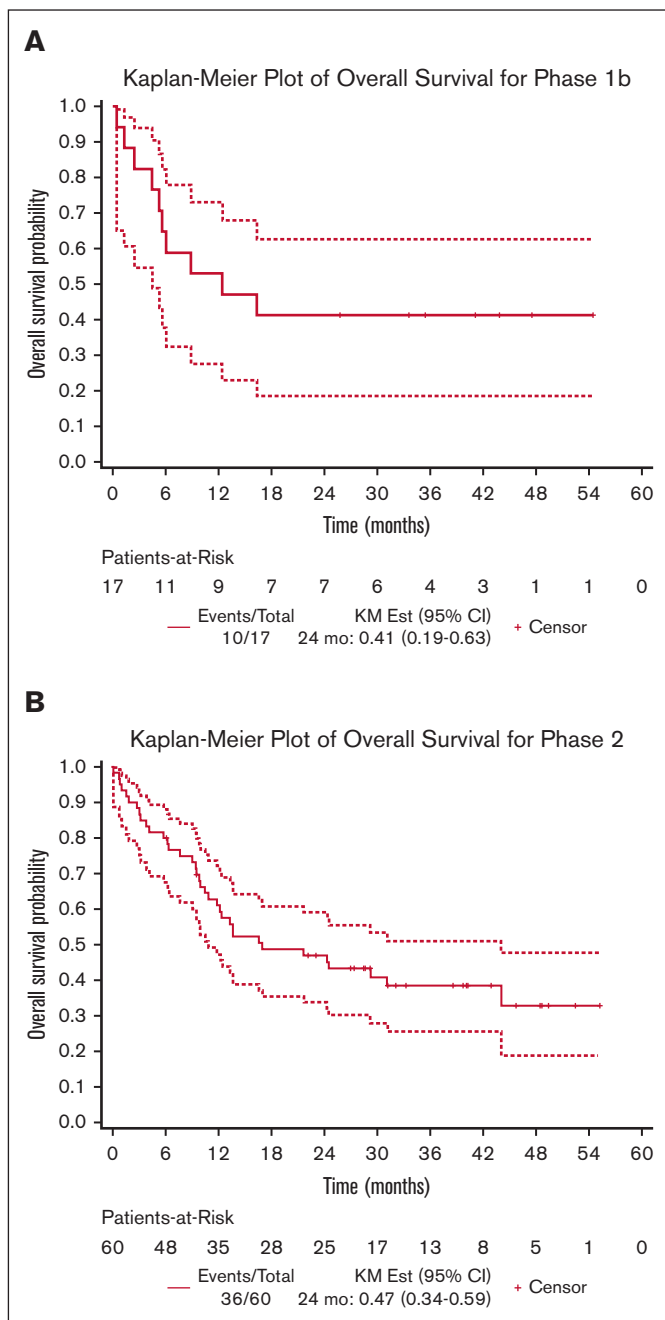 A
Kaplan-Meier Plot of Overall Survival for Phase 1b
Overall survival probability
1.0
0.9
0.8
0.7
0.6
0.5
0.4
0.3
0.2
0.1
0.0
0 6 12 18 24 30 36 42 48 54 60
Time (months)
Patients-at-Risk
17 11 9 7 7 6 4 3 1 1 0
Events/Total KM Est (95% CI) + Censor
10/17 24 mo: 0.41 (0.19-0.63)
B
Kaplan-Meier Plot of Overall Survival for Phase 2
Overall survival probability
1.0
0.9
0.8
0.7
0.6
0.5
0.4
0.3
0.2
0.1
0.0
0 6 12 18 24 30 36 42 48 54 60
Time (months)
Patients-at-Risk
60 48 35 28 25 17 13 8 5 1 0
Events/Total KM Est (95% CI) + Censor
36/60 24 mo: 0.47 (0.34-0.59)